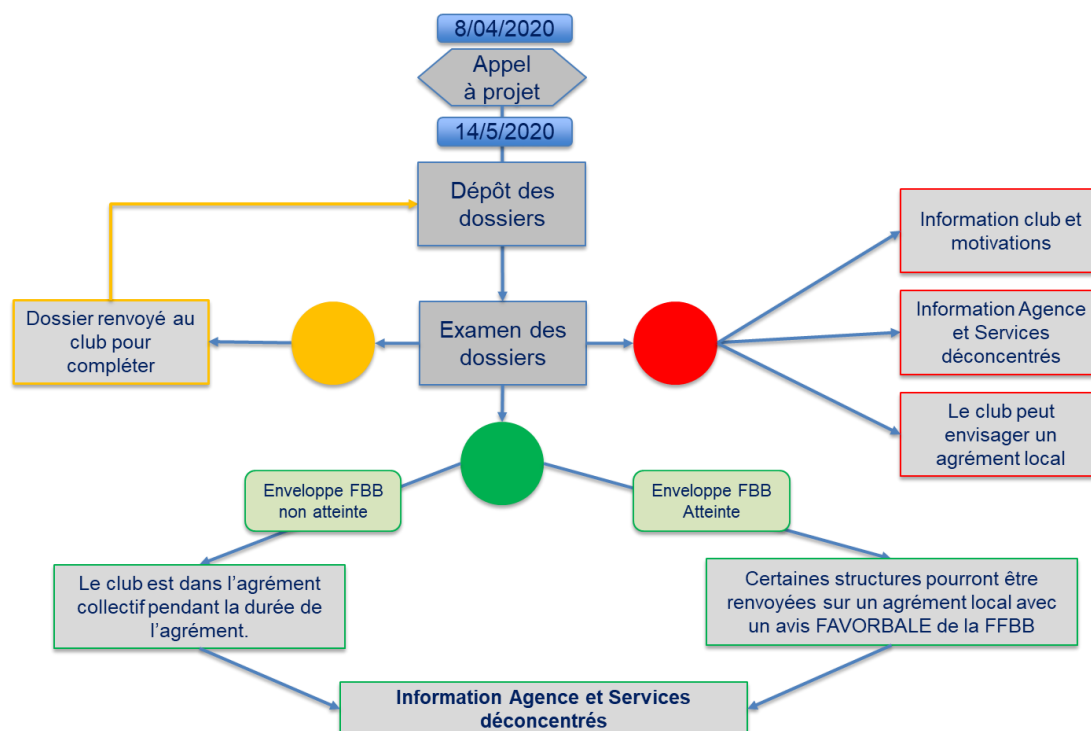 8/04/2020
Appel
à projet
14/5/2020
Dépôt des
dossiers
Information club et
motivations
Dossier renvoyé au
club pour
compléter
Examen des
dossiers
Information Agence
et Services
déconcentrés
Le club peut
envisager un
agrément local
Enveloppe FBB
non atteinte
Enveloppe FBB
Atteinte
Le club est dans l’agrément
collectif pendant la durée de
l’agrément.
Certaines structures pourront être
renvoyées sur un agrément local avec
un avis FAVORBALE de la FFBB
Information Agence et Services
déconcentrés